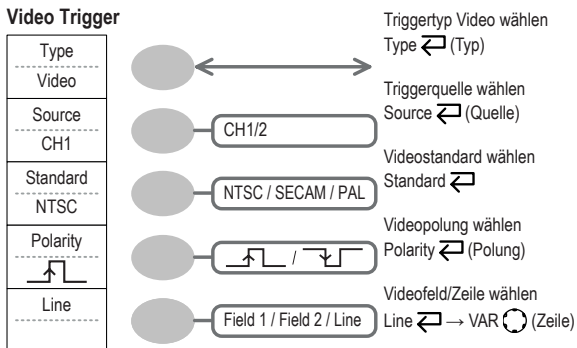 Video Trigger
Type
Video
Source
CH1
Standard
NTSC
Polarity
Line
CH1/2
NTSC / SECAM / PAL
/
Field 1 / Field 2 / Line
Triggertyp Video wählen
Type (Typ)
Triggerquelle wählen
Source (Quelle)
Videostandard wählen
Standard
Videopolung wählen
Polarity (Polung)
Videofeld/Zeile wählen
Line → VAR (Zeile)